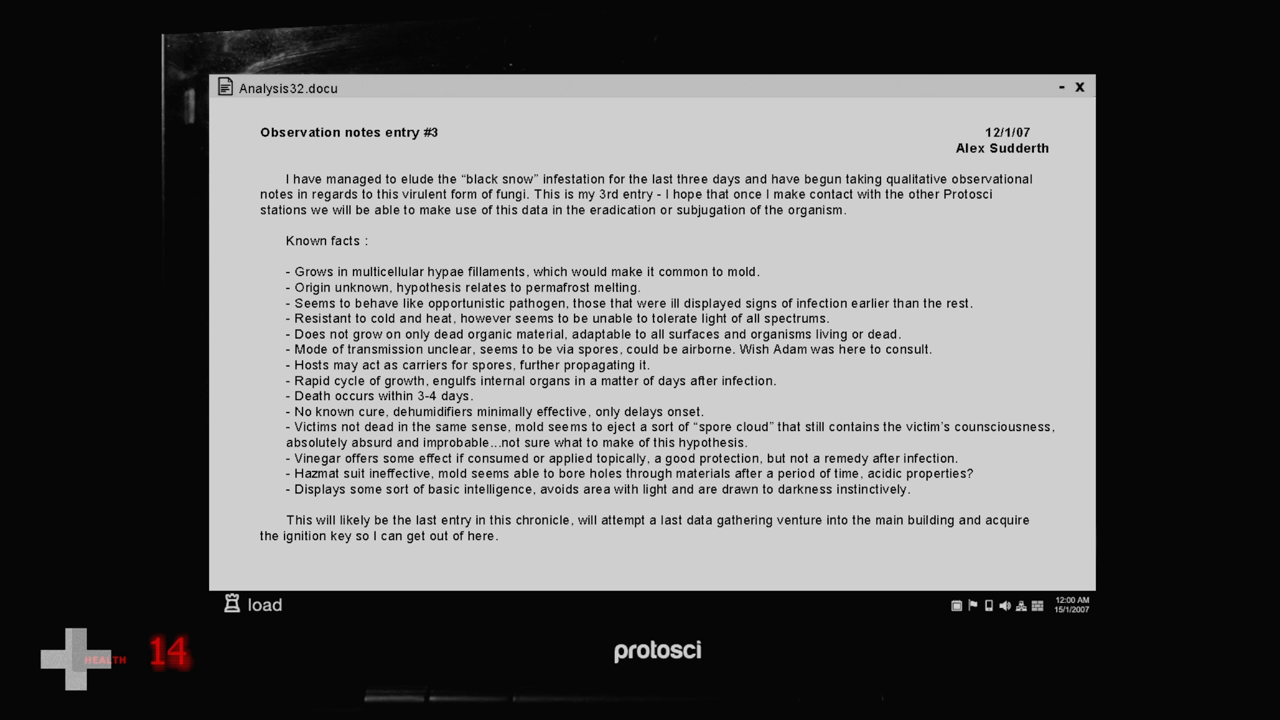 Analysis32.docu
- X
Observation notes entry #3
12/1/07
Alex Sudderth
I have managed to elude the “black snow” infestation for the last three days and have begun taking qualitative observational
notes in regards to this virulent form of fungi. This is my 3rd entry - I hope that once I make contact with the other Protosci
stations we will be able to make use of this data in the eradication or subjugation of the organism.
Known facts :
- Grows in multicellular hypae fillaments, which would make it common to mold.
- Origin unknown, hypothesis relates to permafrost melting.
- Seems to behave like opportunistic pathogen, those that were ill displayed signs of infection earlier than the rest.
- Resistant to cold and heat, however seems to be unable to tolerate light of all spectrums.
- Does not grow on only dead organic material, adaptable to all surfaces and organisms living or dead.
- Mode of transmission unclear, seems to be via spores, could be airborne. Wish Adam was here to consult.
- Hosts may act as carriers for spores, further propagating it.
- Rapid cycle of growth, engulfs internal organs in a matter of days after infection.
- Death occurs within 3-4 days.
- No known cure, dehumidifiers minimally effective, only delays onset.
- Victims not dead in the same sense, mold seems to eject a sort of “spore cloud” that still contains the victim's counsciousness,
absolutely absurd and improbable...not sure what to make of this hypothesis.
- Vinegar offers some effect if consumed or applied topically, a good protection, but not a remedy after infection.
- Hazmat suit ineffective, mold seems able to bore holes through materials after a period of time, acidic properties?
- Displays some sort of basic intelligence, avoids area with light and are drawn to darkness instinctively.
This will likely be the last entry in this chronicle, will attempt a last data gathering venture into the main building and acquire
the ignition key so I can get out of here.
load
12:00 AM
15/1/2007
HEALTH 14
protosci